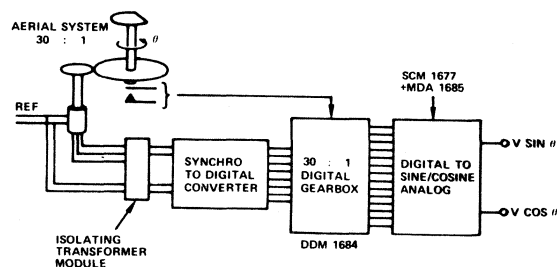 AERIAL SYSTEM
30 : 1
θ
REF
SCM 1677
+MDA 1685
SYNCHRO
TO DIGITAL
CONVERTER
30 : 1
DIGITAL
GEARBOX
DIGITAL TO
SINE/COSINE
ANALOG
V SIN θ
V COS θ
ISOLATING
TRANSFORMER
MODULE
DDM 1684